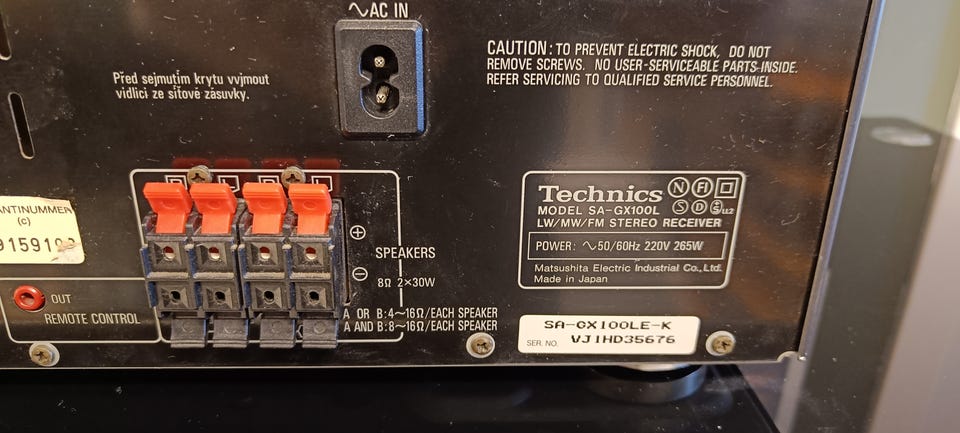 ∿AC IN
CAUTION: TO PREVENT ELECTRIC SHOCK, DO NOT
REMOVE SCREWS. NO USER-SERVICEABLE PARTS INSIDE.
REFER SERVICING TO QUALIFIED SERVICE PERSONNEL.
Před sejmutím krytu vvjmout
vidlici ze síťové zásuvky.
ANTINUMMER
(c)
OUT
REMOTE CONTROL
+
SPEAKERS
−
8Ω 2×30W
A OR B:4~16Ω/EACH SPEAKER
A AND B:8~16Ω/EACH SPEAKER
Technics N FI
MODEL SA-GX100L S D
LW/MW/FM STEREO RECEIVER
POWER: ∿50/60Hz 220V 265W
Matsushita Electric Industrial Co., Ltd.
Made in Japan
SA-GX100LE-K
SER. NO. VJ1HD35676